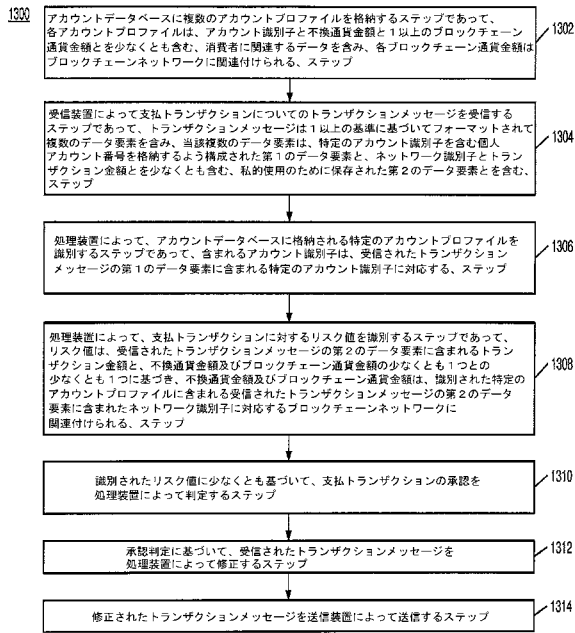 1300
アカウントデータベースに複数のアカウントプロファイルを格納するステップであって、
各アカウントプロファイルは、アカウント識別子と不換通貨金額と１以上のブロックチェーン
通貨金額とを少なくとも含む、消費者に関連するデータを含み、各ブロックチェーン通貨金額は
ブロックチェーンネットワークに関連付けられる、ステップ
1302
受信装置によって支払トランザクションについてのトランザクションメッセージを受信する
ステップであって、トランザクションメッセージは１以上の基準に基づいてフォーマットされて
複数のデータ要素を含み、当該複数のデータ要素は、特定のアカウント識別子を含む個人
アカウント番号を格納するよう構成された第１のデータ要素と、ネットワーク識別子とトラン
ザクション金額とを少なくとも含む、私的使用のために保存された第２のデータ要素とを含む、
ステップ
1304
処理装置によって、アカウントデータベースに格納される特定のアカウントプロファイルを
識別するステップであって、含まれるアカウント識別子は、受信されたトランザクション
メッセージの第１のデータ要素に含まれる特定のアカウント識別子に対応する、ステップ
1306
処理装置によって、支払トランザクションに対するリスク値を識別するステップであって、
リスク値は、受信されたトランザクションメッセージの第２のデータ要素に含まれるトラン
ザクション金額と、不換通貨金額及びブロックチェーン通貨金額の少なくとも１つとの
少なくとも１つに基づき、不換通貨金額及びブロックチェーン通貨金額は、識別された特定の
アカウントプロファイルに含まれる受信されたトランザクションメッセージの第２のデータ
要素に含まれたネットワーク識別子に対応するブロックチェーンネットワークに
関連付けられる、ステップ
1308
識別されたリスク値に少なくとも基づいて、支払トランザクションの承認を
処理装置によって判定するステップ
1310
承認判定に基づいて、受信されたトランザクションメッセージを
処理装置によって修正するステップ
1312
修正されたトランザクションメッセージを送信装置によって送信するステップ
1314